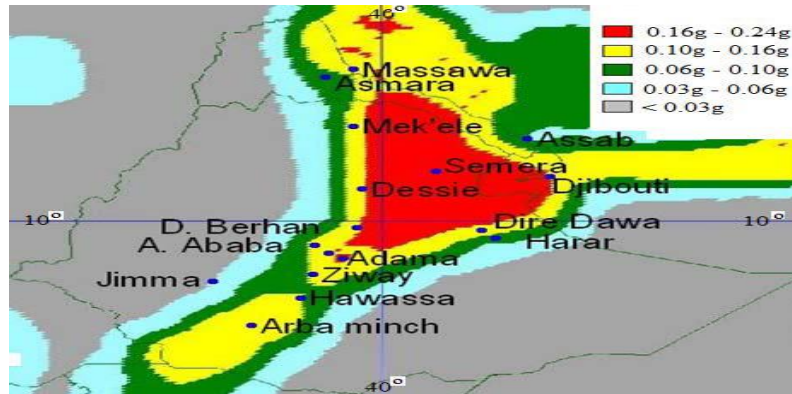 40°
0.16g - 0.24g
0.10g - 0.16g
0.06g - 0.10g
0.03g - 0.06g
< 0.03g
Massawa
Asmara
Mek'ele
Assab
Semera
Dessie
Djibouti
10°
D. Berhan
Dire Dawa
10°
A. Ababa
Harar
Adama
Jimma
Ziway
Hawassa
Arba minch
40°